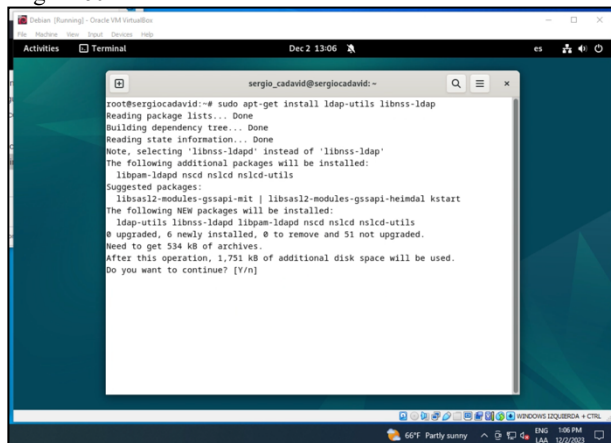 Debian [Running] - Oracle VM VirtualBox
File Machine View Input Devices Help
Activities Terminal Dec 2 13:06 es
sergio_cadavid@sergiocadavid: ~
root@sergiocadavid:~# sudo apt-get install ldap-utils libnss-ldap
Reading package lists... Done
Building dependency tree... Done
Reading state information... Done
Note, selecting 'libnss-ldapd' instead of 'libnss-ldap'
The following additional packages will be installed:
libpam-ldapd nscd nslcd nslcd-utils
Suggested packages:
libsasl2-modules-gssapi-mit | libsasl2-modules-gssapi-heimdal kstart
The following NEW packages will be installed:
ldap-utils libnss-ldapd libpam-ldapd nscd nslcd nslcd-utils
0 upgraded, 6 newly installed, 0 to remove and 51 not upgraded.
Need to get 534 kB of archives.
After this operation, 1,751 kB of additional disk space will be used.
Do you want to continue? [Y/n]
WINDOWS IZQUIERDA + CTRL
66°F Partly sunny ENG 1:06 PM
LAA 12/2/2023